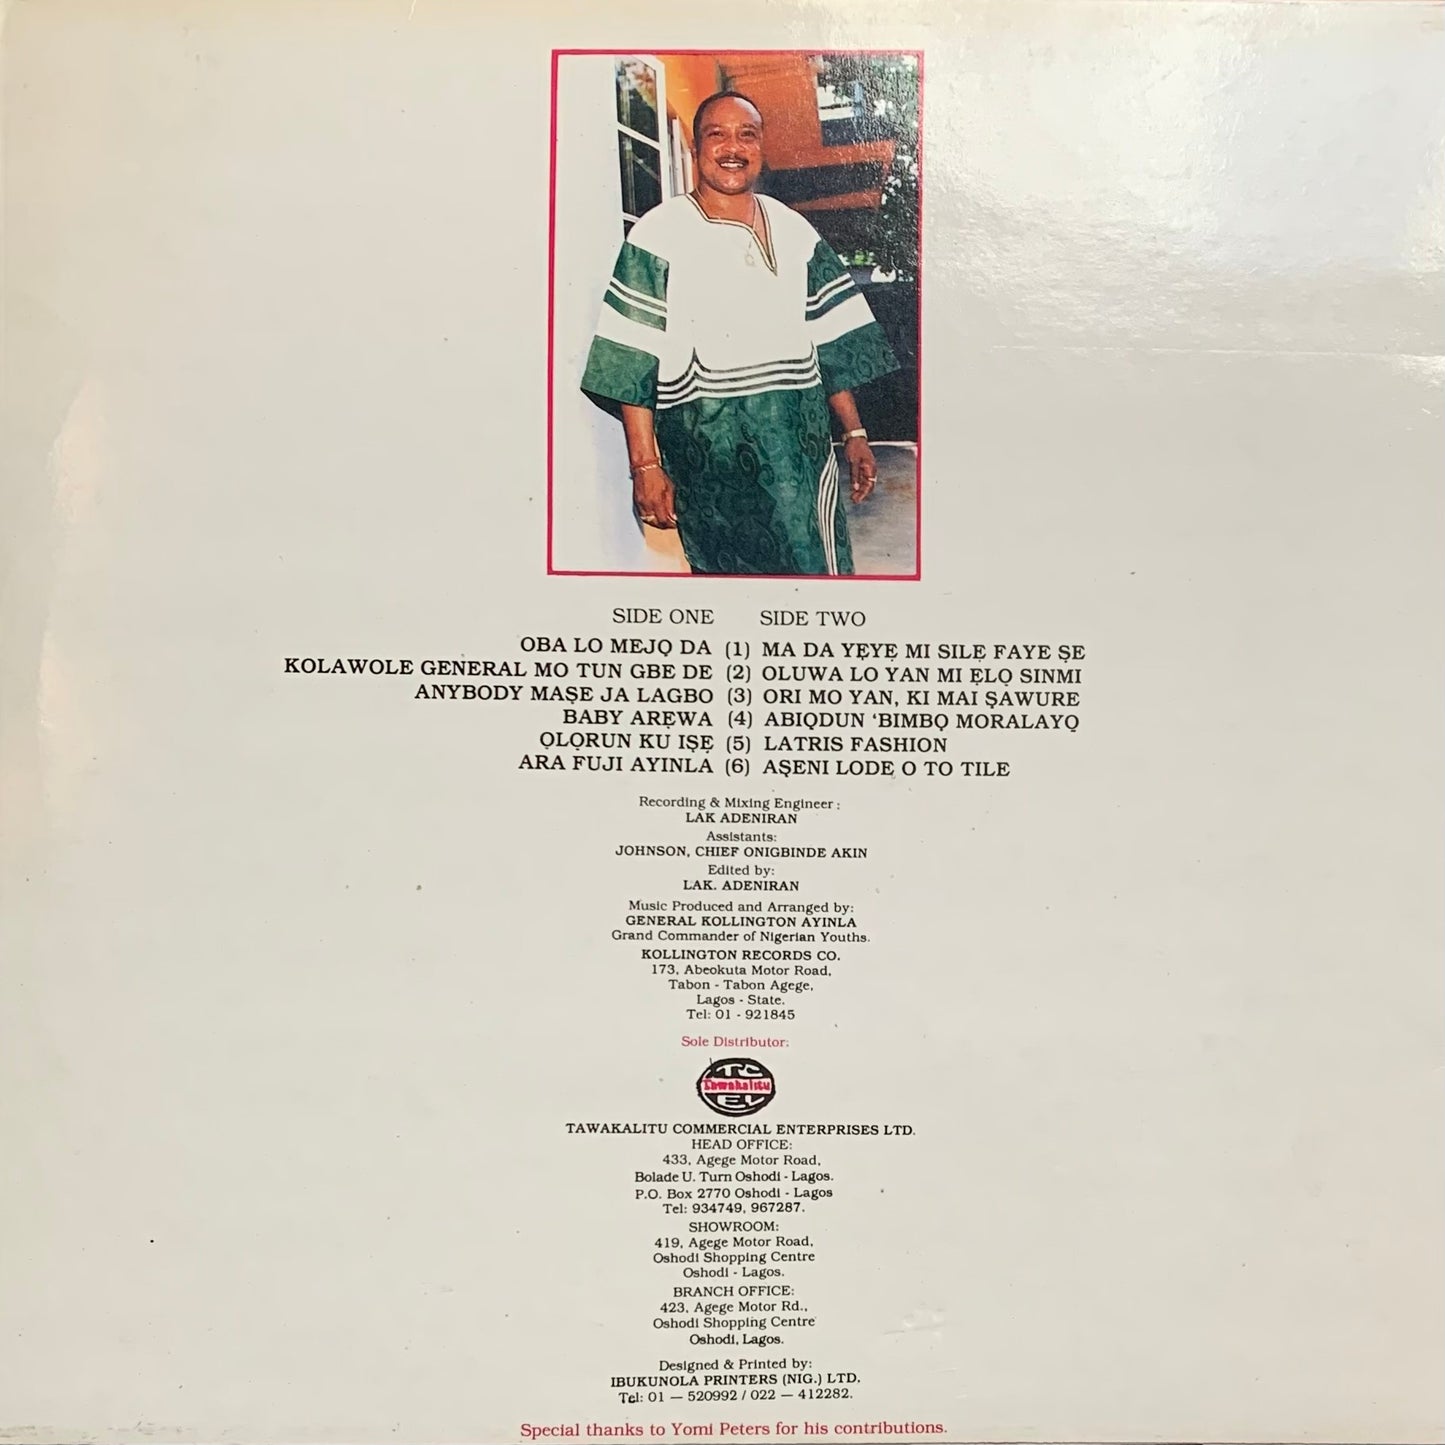 SIDE ONE SIDE TWO
OBA LO MEJỌ DA (1) MA DA YẸYẸ MI SILẸ FAYE ṢE
KOLAWOLE GENERAL MO TUN GBE DE (2) OLUWA LO YAN MI ẸLỌ SINMI
ANYBODY MAṢE JA LAGBO (3) ORI MO YAN, KI MAI ṢAWURE
BABY ARẸWA (4) ABIỌDUN ‘BIMBỌ MORALAYỌ
ỌLỌRUN KU IṢẸ (5) LATRIS FASHION
ARA FUJI AYINLA (6) AṢENI LODE O TO TILE
Recording & Mixing Engineer:
LAK ADENIRAN
Assistants:
JOHNSON, CHIEF ONIGBINDE AKIN
Edited by:
LAK. ADENIRAN
Music Produced and Arranged by:
GENERAL KOLLINGTON AYINLA
Grand Commander of Nigerian Youths.
KOLLINGTON RECORDS CO.
173, Abeokuta Motor Road,
Tabon - Tabon Agege,
Lagos - State.
Tel: 01 - 921845
Sole Distributor:
TC
Tawakalitu
EL
TAWAKALITU COMMERCIAL ENTERPRISES LTD.
HEAD OFFICE:
433, Agege Motor Road,
Bolade U. Turn Oshodi - Lagos.
P.O. Box 2770 Oshodi - Lagos
Tel: 934749, 967287.
SHOWROOM:
419, Agege Motor Road,
Oshodi Shopping Centre
Oshodi - Lagos.
BRANCH OFFICE:
423, Agege Motor Rd.,
Oshodi Shopping Centre
Oshodi, Lagos.
Designed & Printed by:
IBUKUNOLA PRINTERS (NIG.) LTD.
Tel: 01 — 520992 / 022 — 412282.
Special thanks to Yomi Peters for his contributions.